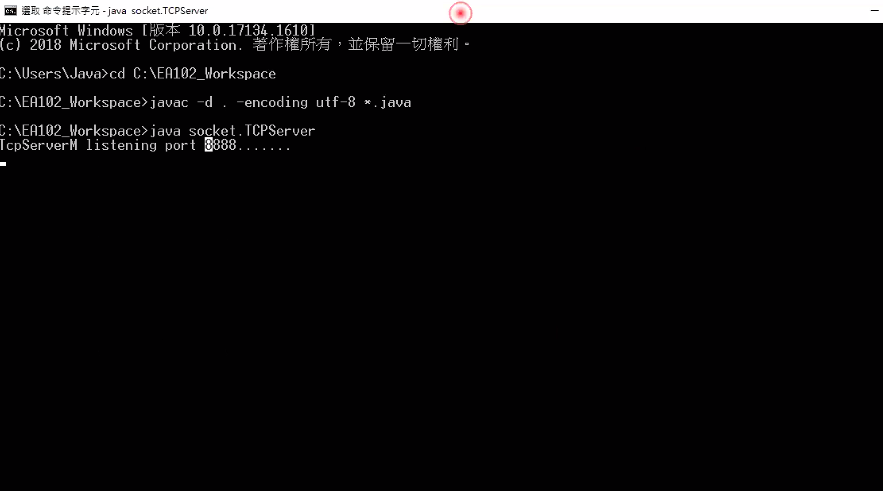 選取 命令提示字元 - java socket.TCPServer
Microsoft Windows [版本 10.0.17134.1610]
(c) 2018 Microsoft Corporation. 著作權所有，並保留一切權利。
C:\Users\Java>cd C:\EA102_Workspace
C:\EA102_Workspace>javac -d . -encoding utf-8 *.java
C:\EA102_Workspace>java socket.TCPServer
TcpServerM listening port 8888.......